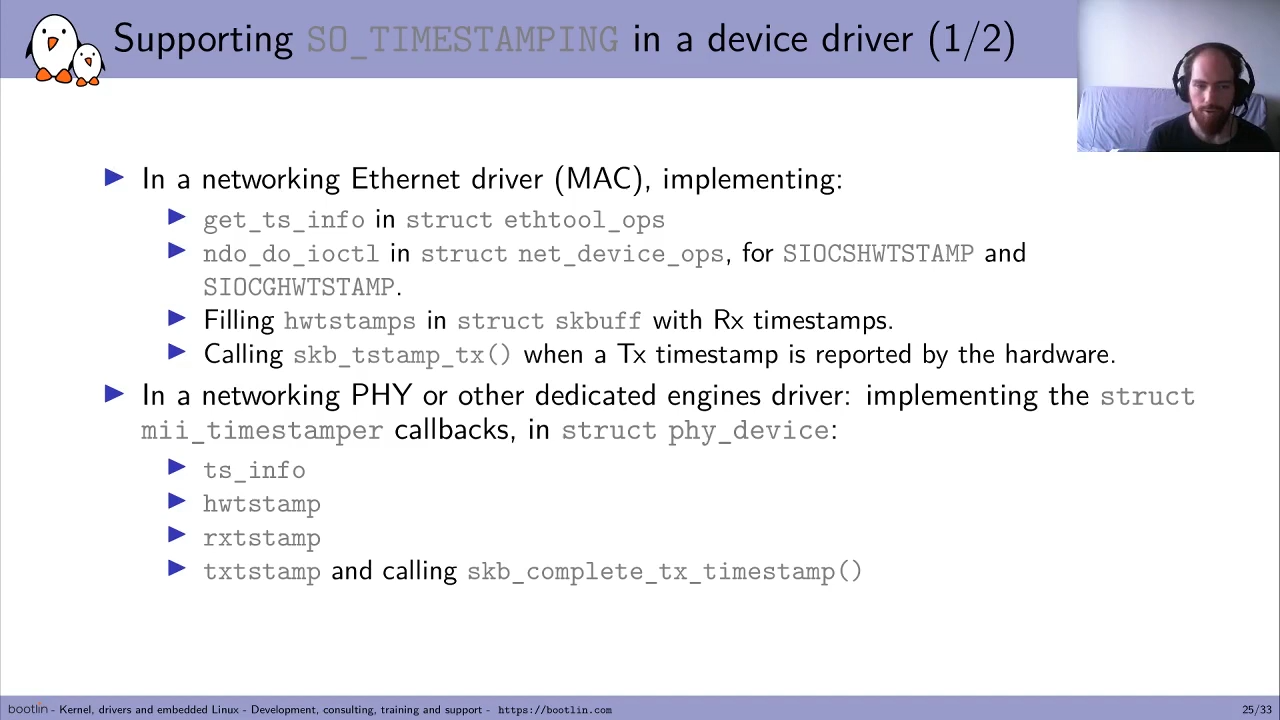 Supporting SO_TIMESTAMPING in a device driver (1/2)
In a networking Ethernet driver (MAC), implementing:
get_ts_info in struct ethtool_ops
ndo_do_ioctl in struct net_device_ops, for SIOCSHWTSTAMP and
SIOCGHWTSTAMP.
Filling hwtstamps in struct skbuff with Rx timestamps.
Calling skb_tstamp_tx() when a Tx timestamp is reported by the hardware.
In a networking PHY or other dedicated engines driver: implementing the struct
mii_timestamper callbacks, in struct phy_device:
ts_info
hwtstamp
rxtstamp
txtstamp and calling skb_complete_tx_timestamp()
bootlin - Kernel, drivers and embedded Linux - Development, consulting, training and support - https://bootlin.com
25/33